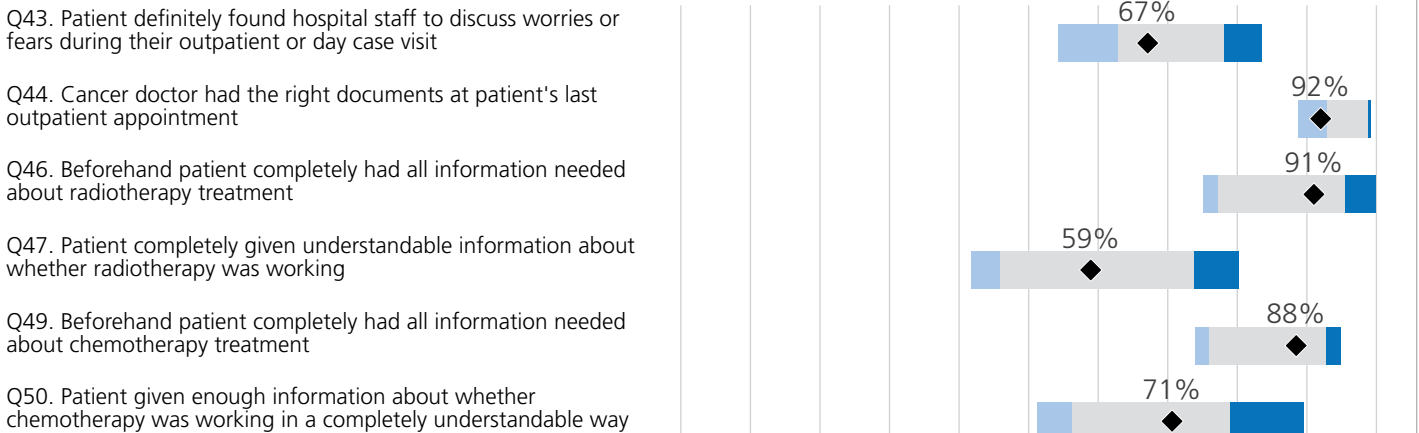 Q43. Patient definitely found hospital staff to discuss worries or
fears during their outpatient or day case visit
67%
Q44. Cancer doctor had the right documents at patient's last
outpatient appointment
92%
Q46. Beforehand patient completely had all information needed
about radiotherapy treatment
91%
Q47. Patient completely given understandable information about
whether radiotherapy was working
59%
Q49. Beforehand patient completely had all information needed
about chemotherapy treatment
88%
Q50. Patient given enough information about whether
chemotherapy was working in a completely understandable way
71%